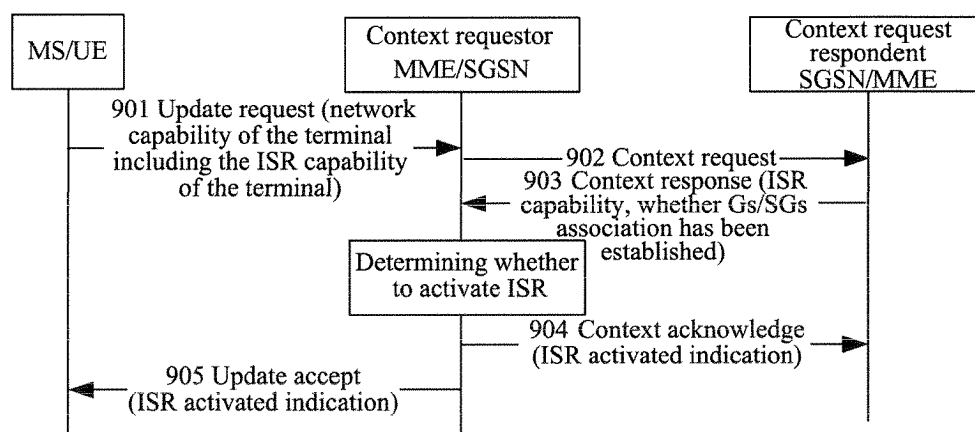 MS/UE
Context requestor
MME/SGSN
Context request
respondent
SGSN/MME
901 Update request (network
capability of the terminal
including the ISR capability
of the terminal)
902 Context request
903 Context response (ISR
capability, whether Gs/SGs
association has been
established)
Determining whether
to activate ISR
904 Context acknowledge
(ISR activated indication)
905 Update accept
(ISR activated indication)